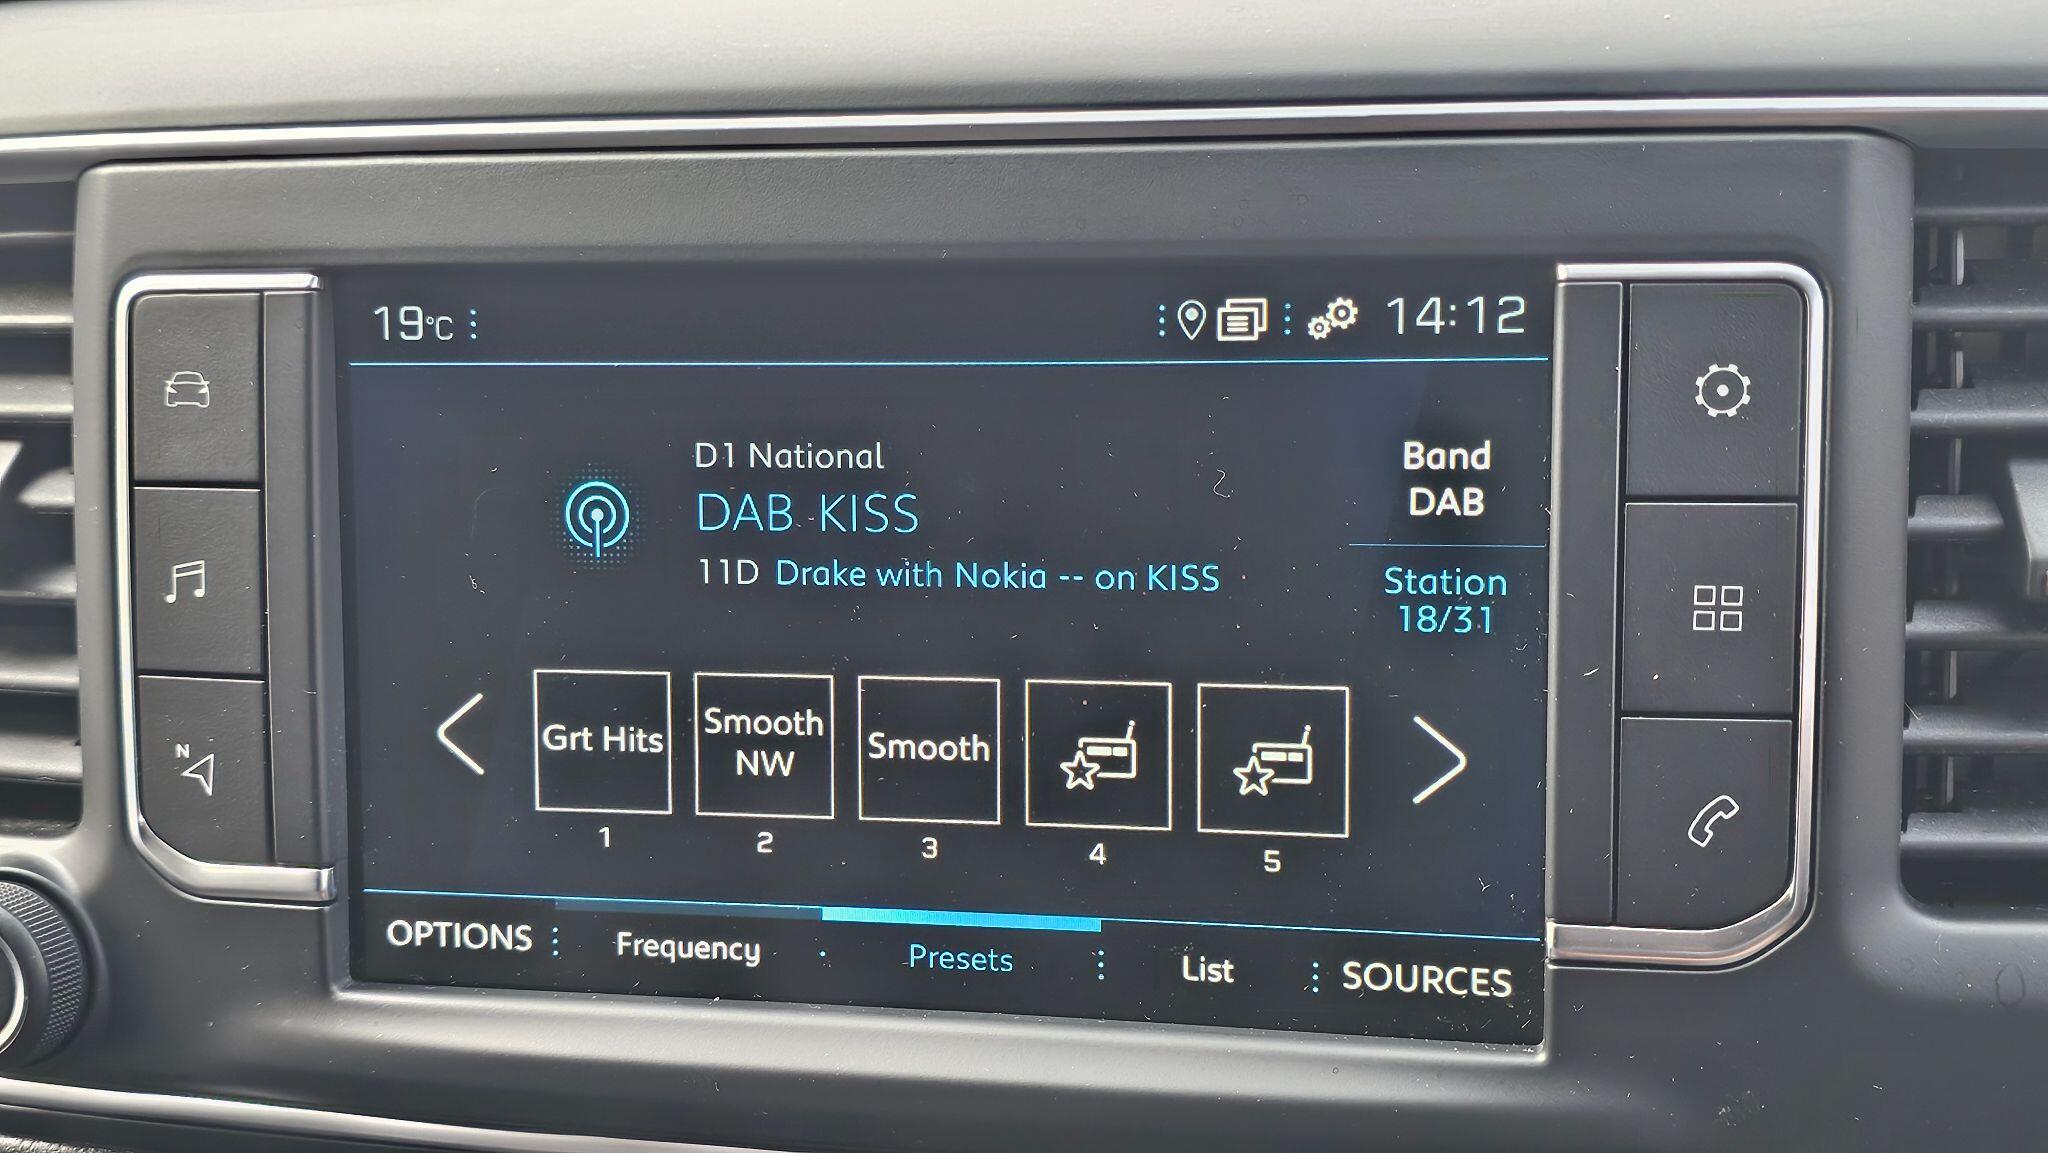 19°C
14:12
D1 National
DAB KISS
11D Drake with Nokia -- on KISS
Band
DAB
Station
18/31
Grt Hits
Smooth
NW
Smooth
1
2
3
4
5
OPTIONS
Frequency
Presets
List
SOURCES
N